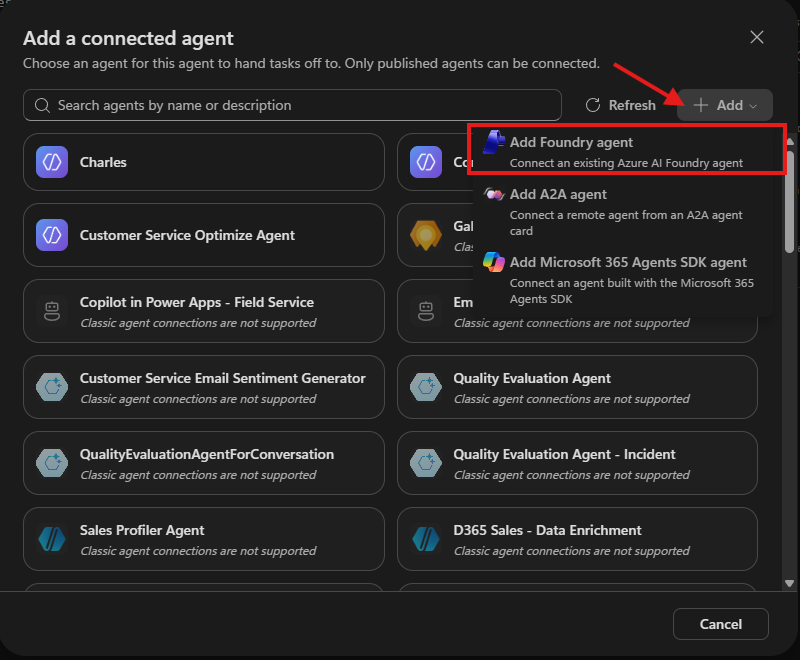 Add a connected agent
Choose an agent for this agent to hand tasks off to. Only published agents can be connected.
Search agents by name or description
Refresh
Add
Add Foundry agent
Connect an existing Azure AI Foundry agent
Add A2A agent
Connect a remote agent from an A2A agent
card
Add Microsoft 365 Agents SDK agent
Connect an agent built with the Microsoft 365
Agents SDK
Charles
Customer Service Optimize Agent
Copilot in Power Apps - Field Service
Classic agent connections are not supported
Classic agent connections are not supported
Customer Service Email Sentiment Generator
Classic agent connections are not supported
Quality Evaluation Agent
Classic agent connections are not supported
QualityEvaluationAgentForConversation
Classic agent connections are not supported
Quality Evaluation Agent - Incident
Classic agent connections are not supported
Sales Profiler Agent
Classic agent connections are not supported
D365 Sales - Data Enrichment
Classic agent connections are not supported
Cancel